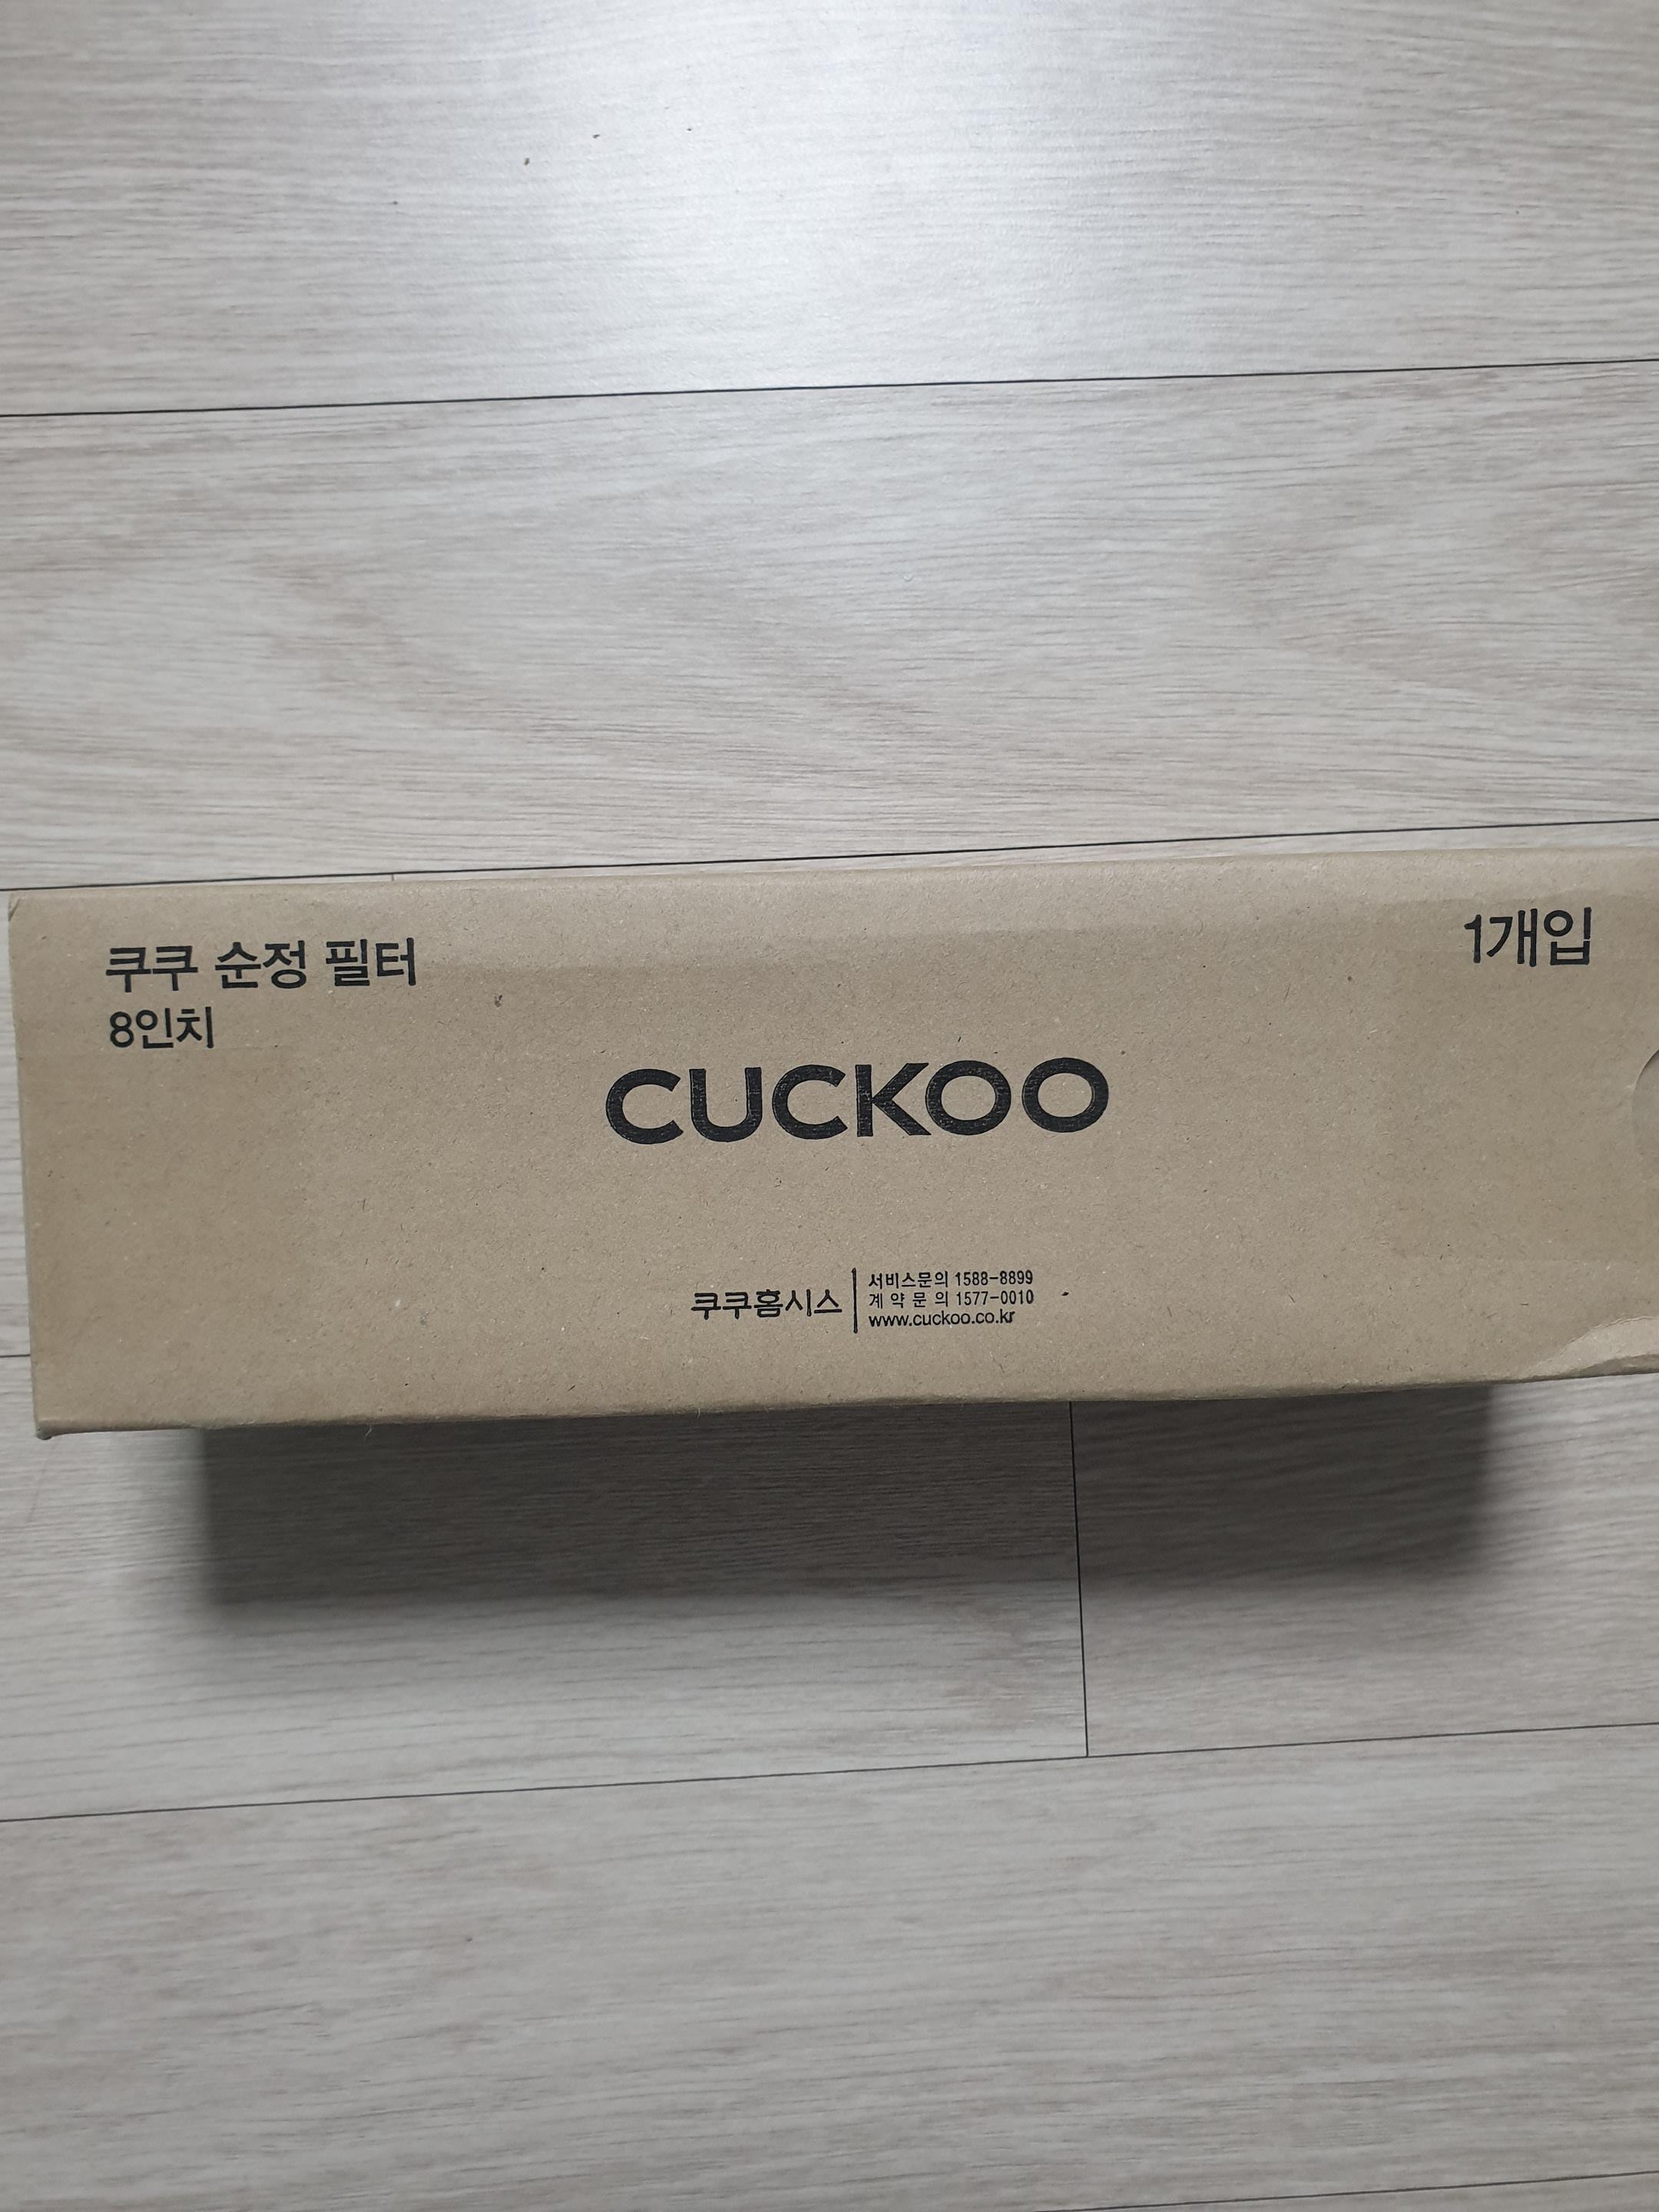 쿠쿠 순정 필터
8인치
1개입
CUCKOO
쿠쿠홈시스
서비스문의 1588-8899
계약문의 1577-0010
www.cuckoo.co.kr